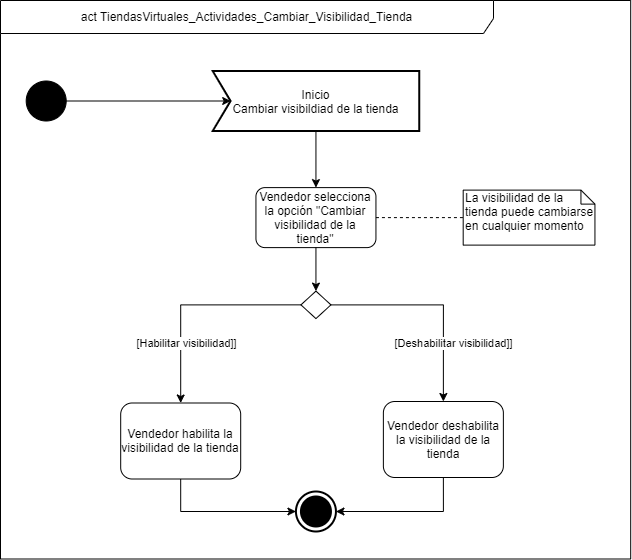 act TiendasVirtuales_Actividades_Cambiar_Visibilidad_Tienda
Inicio
Cambiar visibildiad de la tienda
Vendedor selecciona
la opción "Cambiar
visibilidad de la
tienda"
La visibilidad de la
tienda puede cambiarse
en cualquier momento
[Habilitar visibilidad]]
[Deshabilitar visibilidad]]
Vendedor habilita la
visibilidad de la tienda
Vendedor deshabilita
la visibilidad de la
tienda